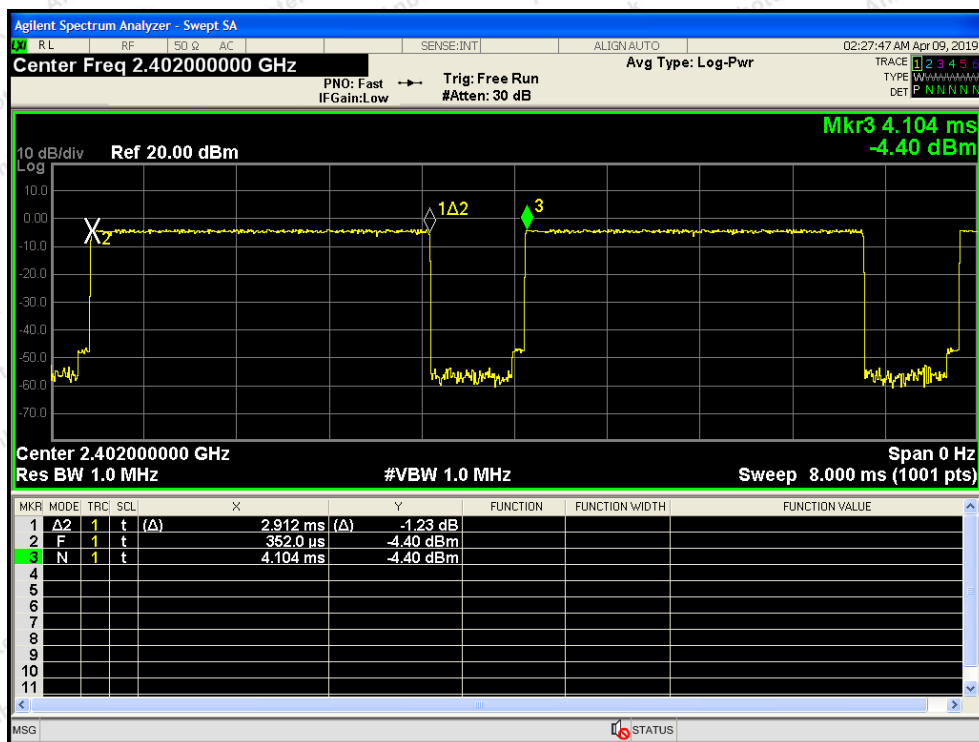 Agilent Spectrum Analyzer - Swept SA
LXI RL RF 50 Ω AC SENSE:INT ALIGNAUTO 02:27:47 AM Apr 09, 2019
Center Freq 2.402000000 GHz
PNO: Fast
IFGain:Low
Trig: Free Run
#Atten: 30 dB
Avg Type: Log-Pwr
TRACE 1 2 3 4 5 6
TYPE WWWWWW
DET P N N N N N
Mkr3 4.104 ms
-4.40 dBm
10 dB/div Ref 20.00 dBm
Log
10.0
0.00
-10.0
-20.0
-30.0
-40.0
-50.0
-60.0
-70.0
2
1Δ2
3
Center 2.402000000 GHz Span 0 Hz
Res BW 1.0 MHz #VBW 1.0 MHz Sweep 8.000 ms (1001 pts)
MKR MODE TRC SCL X Y FUNCTION FUNCTION WIDTH FUNCTION VALUE
1 Δ2 1 t (Δ) 2.912 ms (Δ) -1.23 dB
2 F 1 t 352.0 µs -4.40 dBm
3 N 1 t 4.104 ms -4.40 dBm
4
5
6
7
8
9
10
11
MSG STATUS